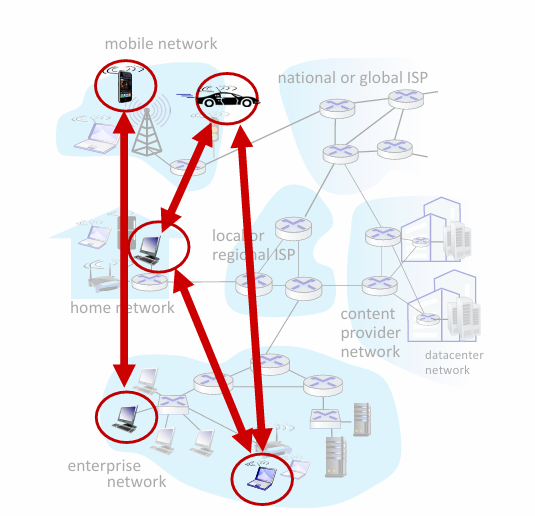 mobile network
national or global ISP
local or
regional ISP
home network
content
provider
network
datacenter
network
enterprise
network